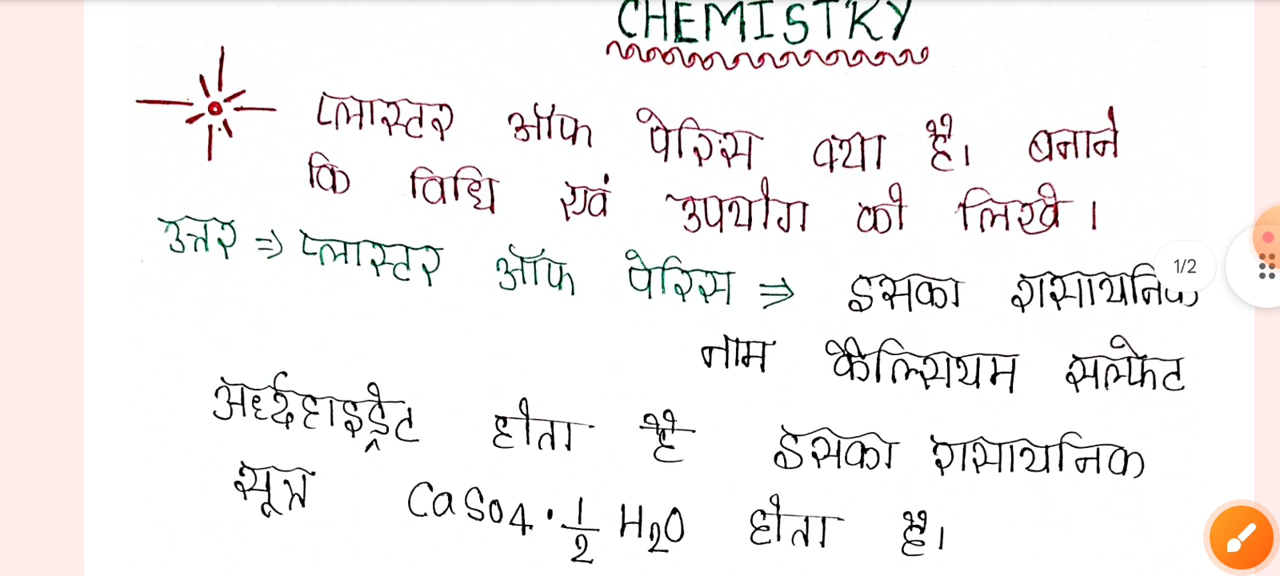 CHEMISTRY
प्लास्टर ऑफ पेरिस क्या है। बनाने
कि विधि एवं उपयोग को लिखे।
उत्तर ⇒ प्लास्टर ऑफ पेरिस ⇒ इसका रासायनिक
1/2
नाम कैल्सियम सल्फेट
अर्ध्दहाइड्रेट होता है इसका रासायनिक
सूत्र CaSO4·1/2 H2O होता है।